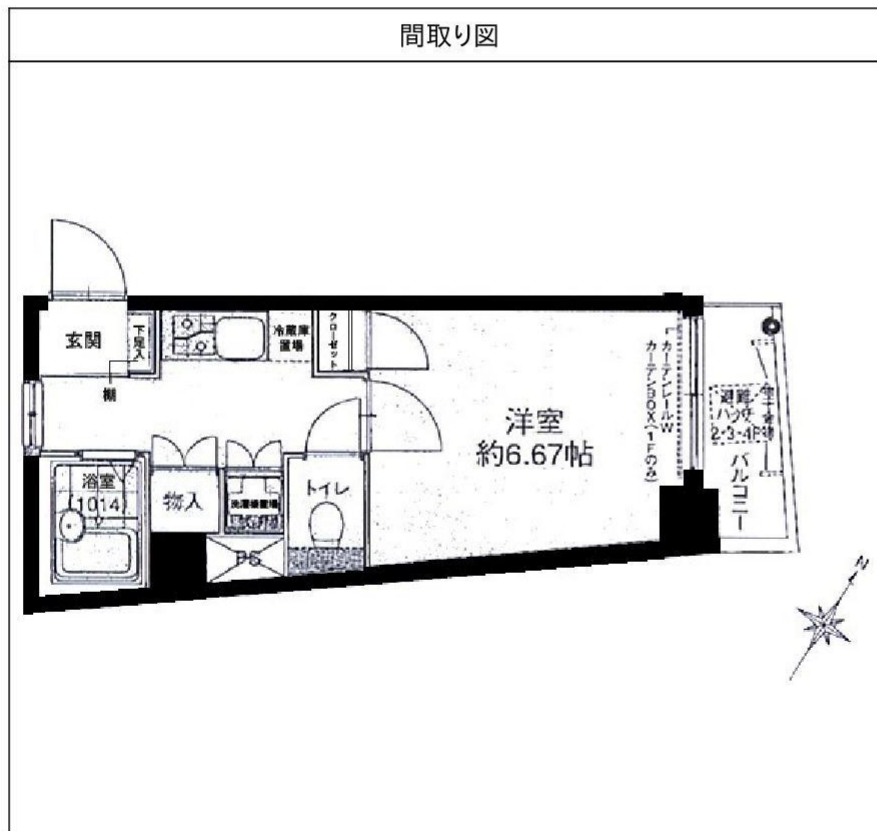 間取り図
玄関
下足入
棚
冷蔵庫
置場
クローゼット
洋室
約6.67帖
カーテンレールW
カーテンBOX(1Fのみ)
避難
ハッチ
バルコニー
浴室
(1014)
物入
洗濯機置場
トイレ
PS
N